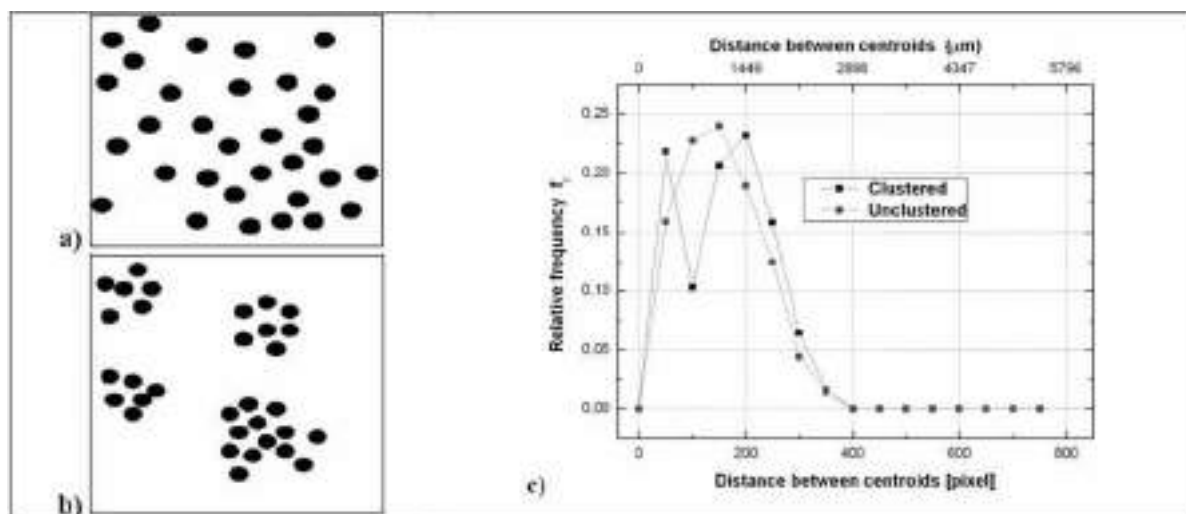 a)
b)
c)
Distance between centroids (μm)
0 1449 2898 4347 5796
0.25
0.20
0.15
0.10
0.05
0.00
Relative frequency f
Clustered
Unclustered
0 200 400 600 800
Distance between centroids [pixel]